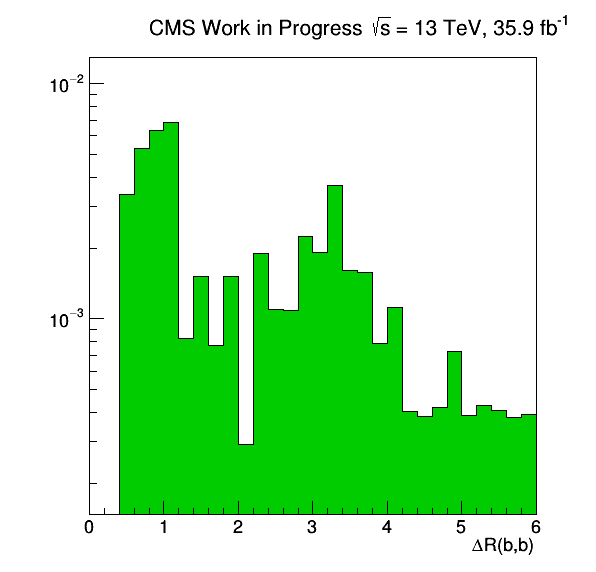 CMS Work in Progress √s = 13 TeV, 35.9 fb⁻¹
10⁻²
10⁻³
0 1 2 3 4 5 6
ΔR(b,b)